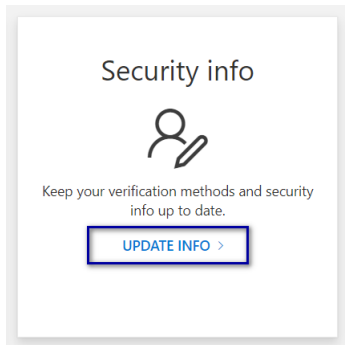 Security info
Keep your verification methods and security
info up to date.
UPDATE INFO >